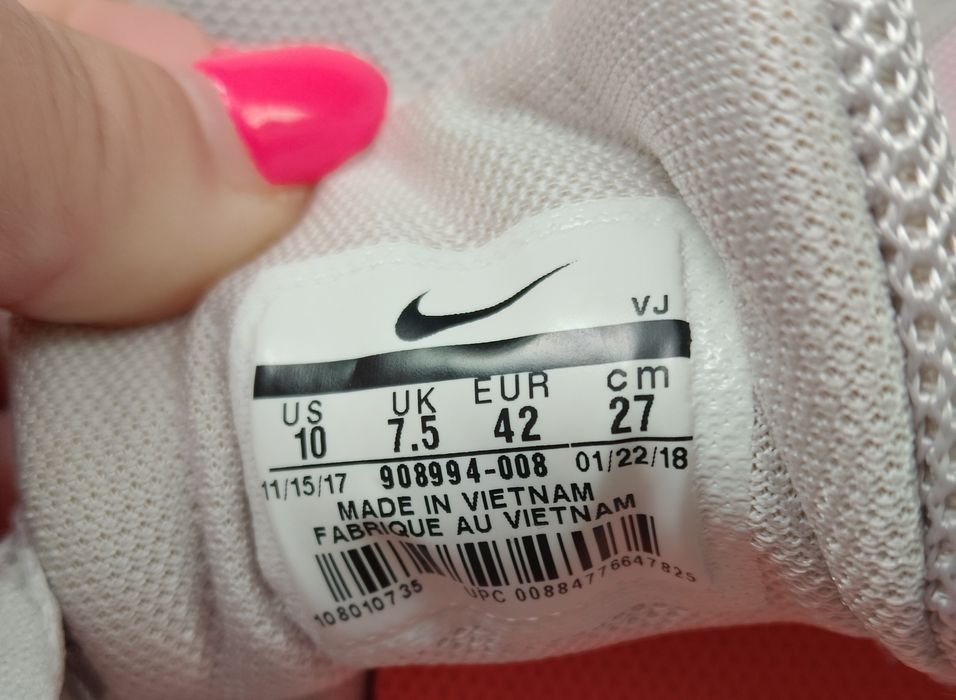 VJ
US UK EUR cm
10 7.5 42 27
11/15/17 908994-008 01/22/18
MADE IN VIETNAM
FABRIQUE AU VIETNAM
108010735 UPC 00884776647825